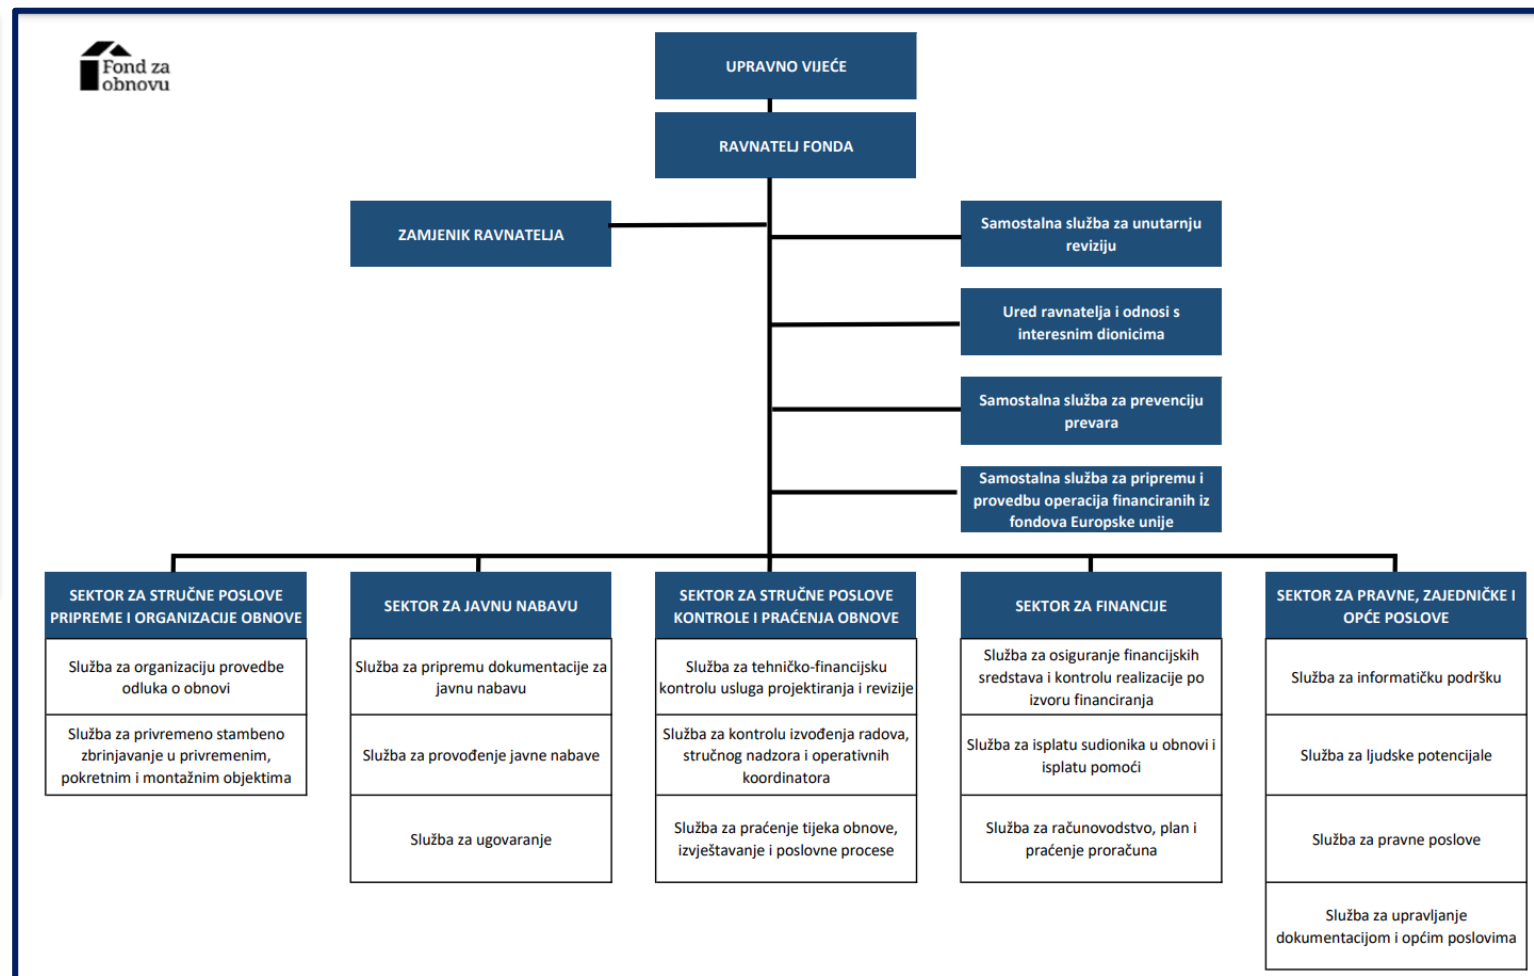 Fond za
obnovu
UPRAVNO VIJEĆE
RAVNATELJ FONDA
ZAMJENIK RAVNATELJA
Samostalna služba za unutarnju
reviziju
Ured ravnatelja i odnosi s
interesnim dionicima
Samostalna služba za prevenciju
prevara
Samostalna služba za pripremu i
provedbu operacija financiranih iz
fondova Europske unije
SEKTOR ZA STRUČNE POSLOVE
PRIPREME I ORGANIZACIJE OBNOVE
Služba za organizaciju provedbe
odluka o obnovi
Služba za privremeno stambeno
zbrinjavanje u privremenim,
pokretnim i montažnim objektima
SEKTOR ZA JAVNU NABAVU
Služba za pripremu dokumentacije za
javnu nabavu
Služba za provođenje javne nabave
Služba za ugovaranje
SEKTOR ZA STRUČNE POSLOVE
KONTROLE I PRAĆENJA OBNOVE
Služba za tehničko-financijsku
kontrolu usluga projektiranja i revizije
Služba za kontrolu izvođenja radova,
stručnog nadzora i operativnih
koordinatora
Služba za praćenje tijeka obnove,
izvještavanje i poslovne procese
SEKTOR ZA FINANCIJE
Služba za osiguranje financijskih
sredstava i kontrolu realizacije po
izvoru financiranja
Služba za isplatu sudionika u obnovi i
isplatu pomoći
Služba za računovodstvo, plan i
praćenje proračuna
SEKTOR ZA PRAVNE, ZAJEDNIČKE I
OPĆE POSLOVE
Služba za informatičku podršku
Služba za ljudske potencijale
Služba za pravne poslove
Služba za upravljanje
dokumentacijom i općim poslovima